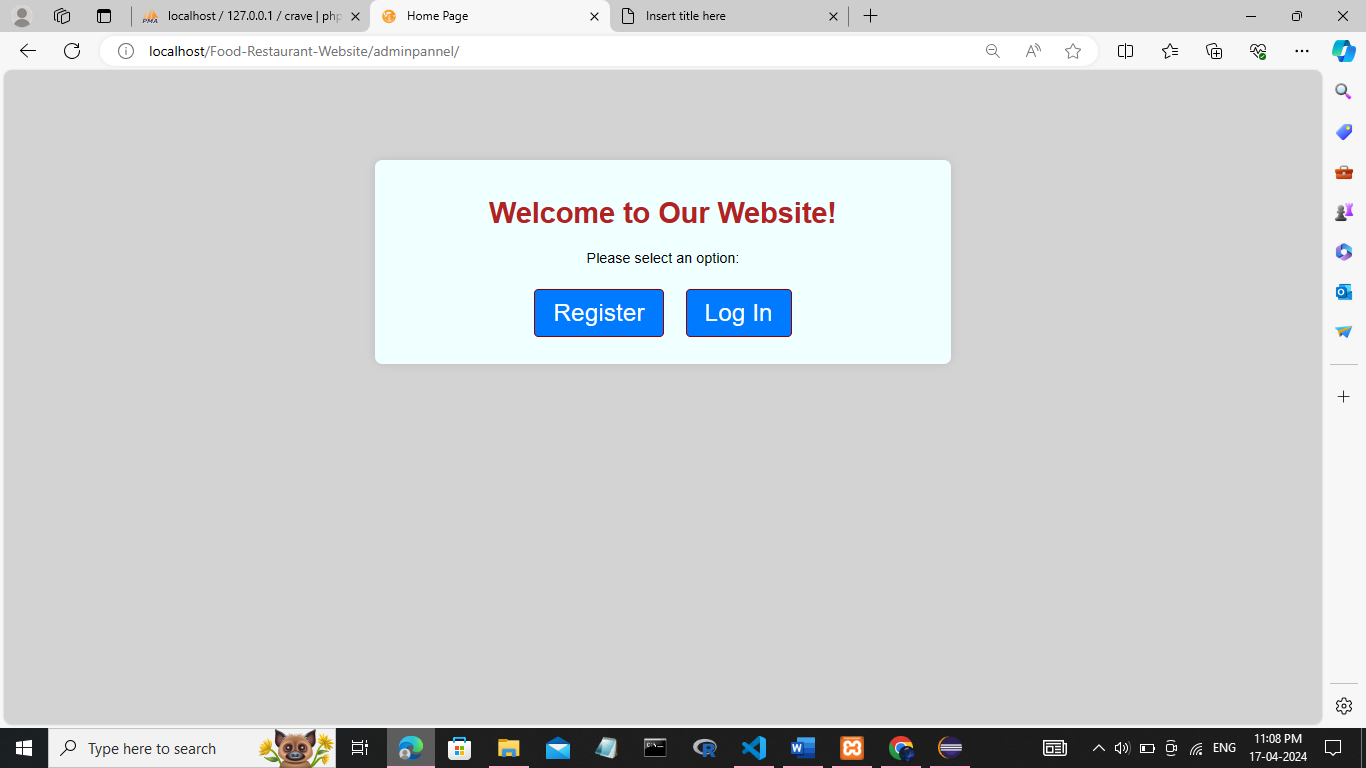 localhost / 127.0.0.1 / crave | php
Home Page
Insert title here
localhost/Food-Restaurant-Website/adminpannel/
Welcome to Our Website!
Please select an option:
Register
Log In
Type here to search
ENG
11:08 PM
17-04-2024